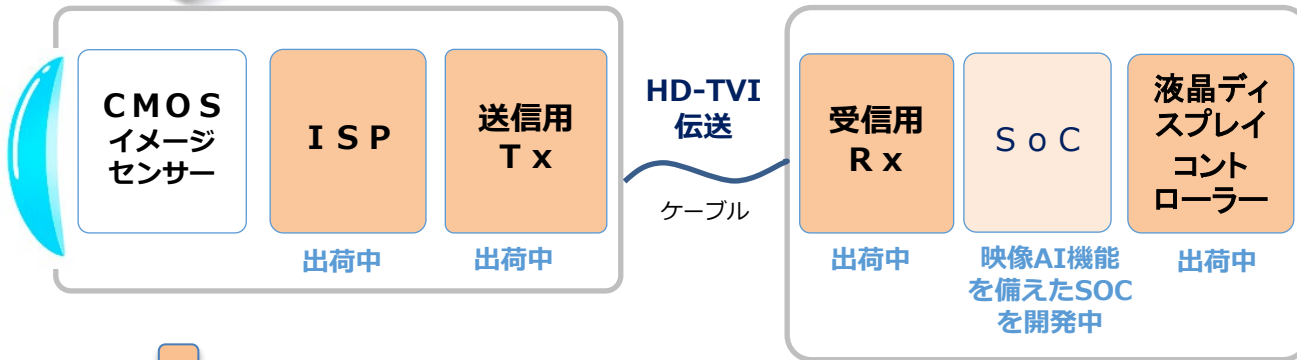 CMOS
イメージ
センサー
ISP
送信用
Tx
HD-TVI
伝送
ケーブル
受信用
Rx
SoC
液晶ディ
スプレイ
コント
ローラー
出荷中
出荷中
出荷中
映像AI機能
を備えたSOC
を開発中
出荷中